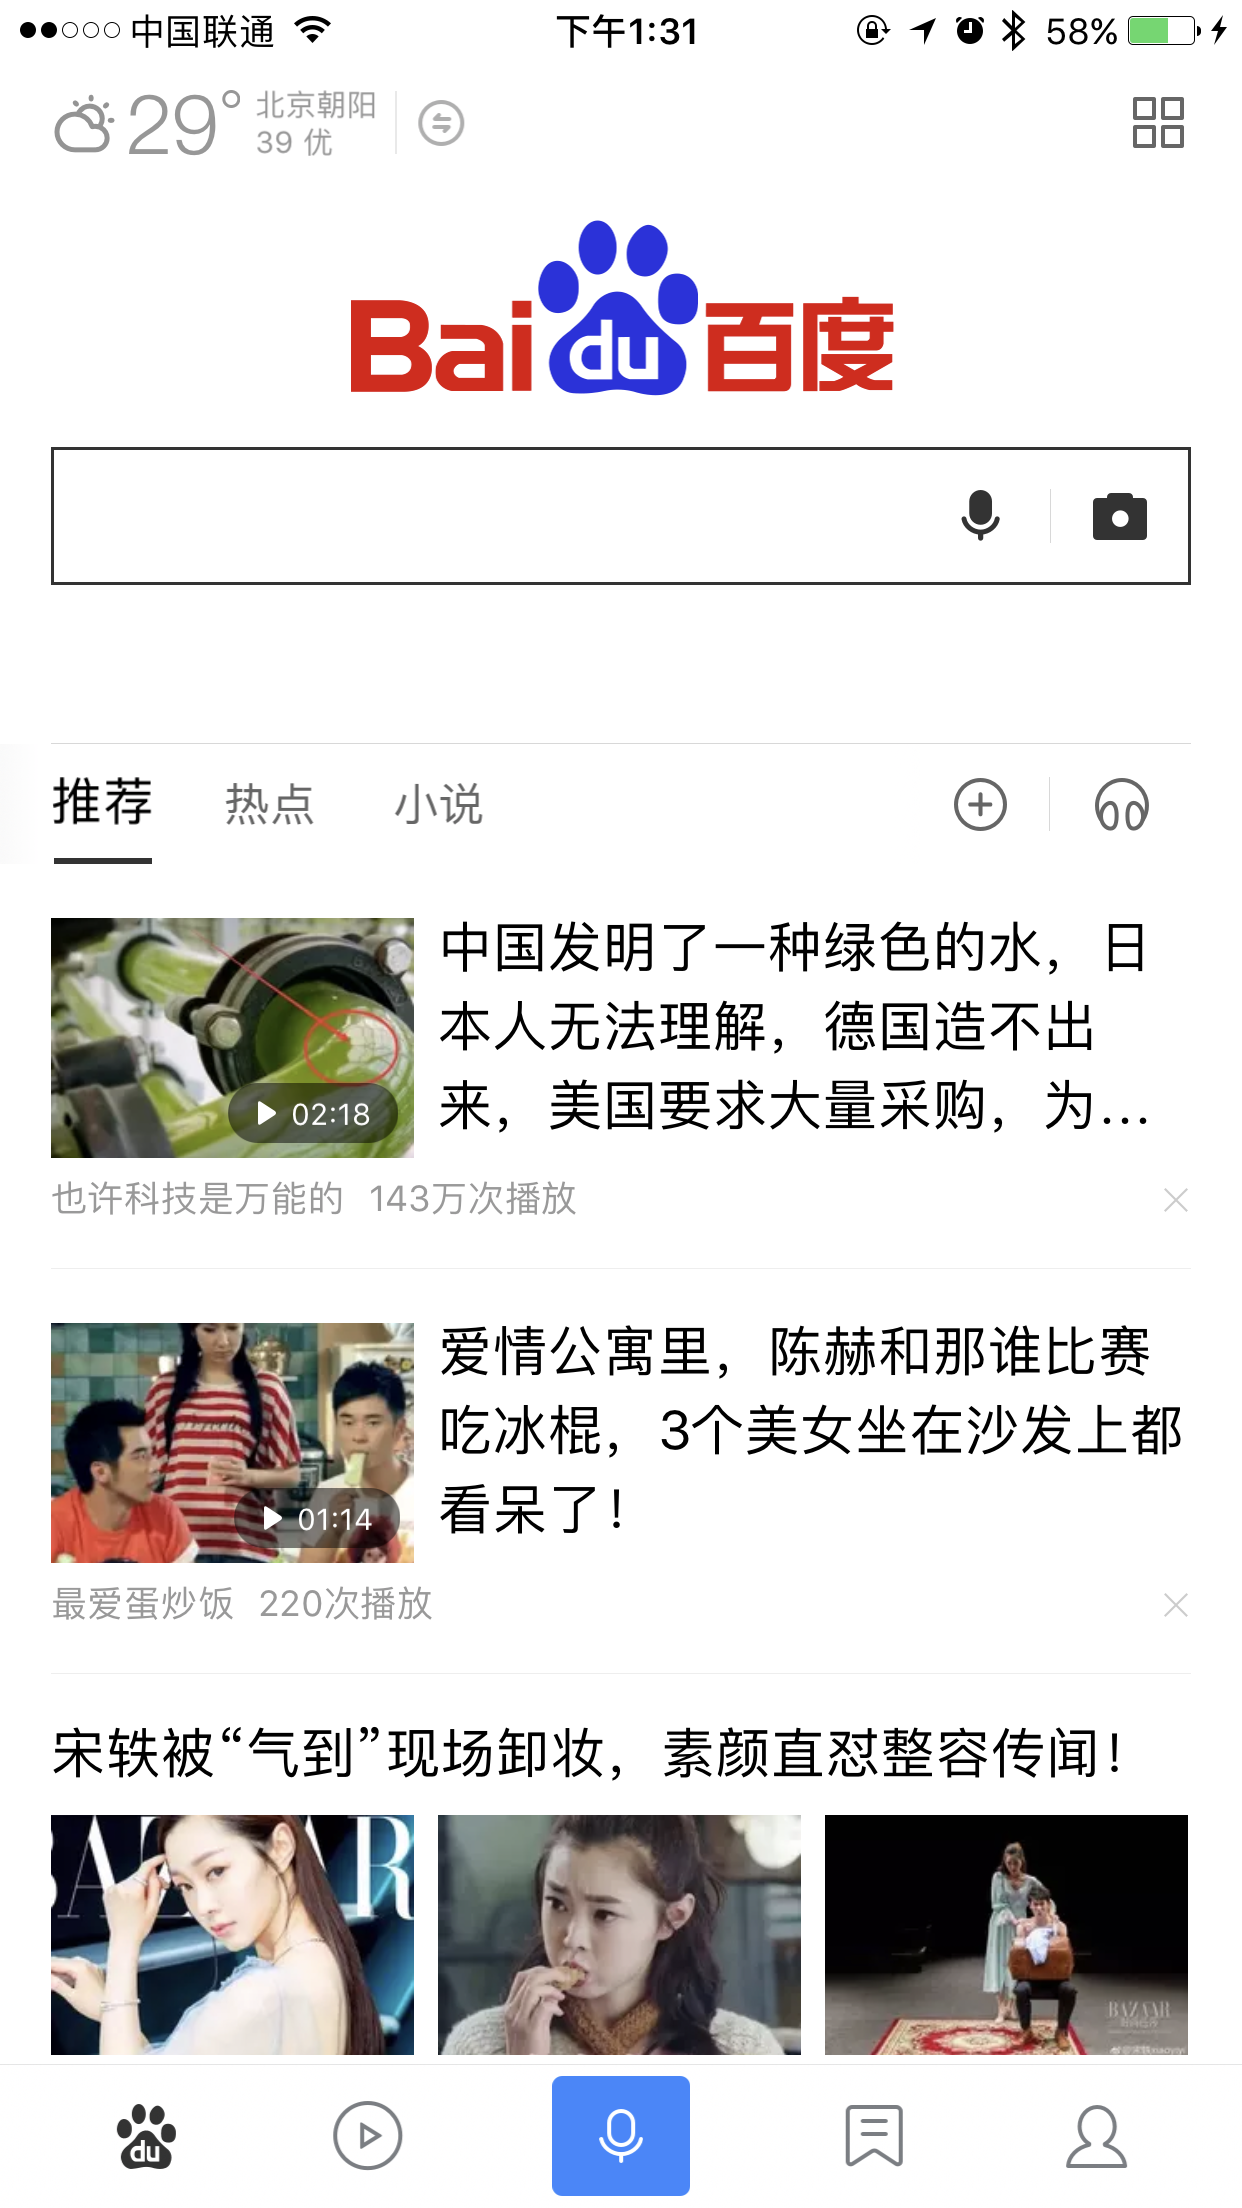 中国联通 下午1:31 58%
29° 北京朝阳
39 优
Bai du 百度
推荐 热点 小说
中国发明了一种绿色的水，日
本人无法理解，德国造不出
来，美国要求大量采购，为...
02:18
也许科技是万能的 143万次播放
爱情公寓里，陈赫和那谁比赛
吃冰棍，3个美女坐在沙发上都
看呆了！
01:14
最爱蛋炒饭 220次播放
宋轶被“气到”现场卸妆，素颜直怼整容传闻！
BAZAAR
BAZAAR
du